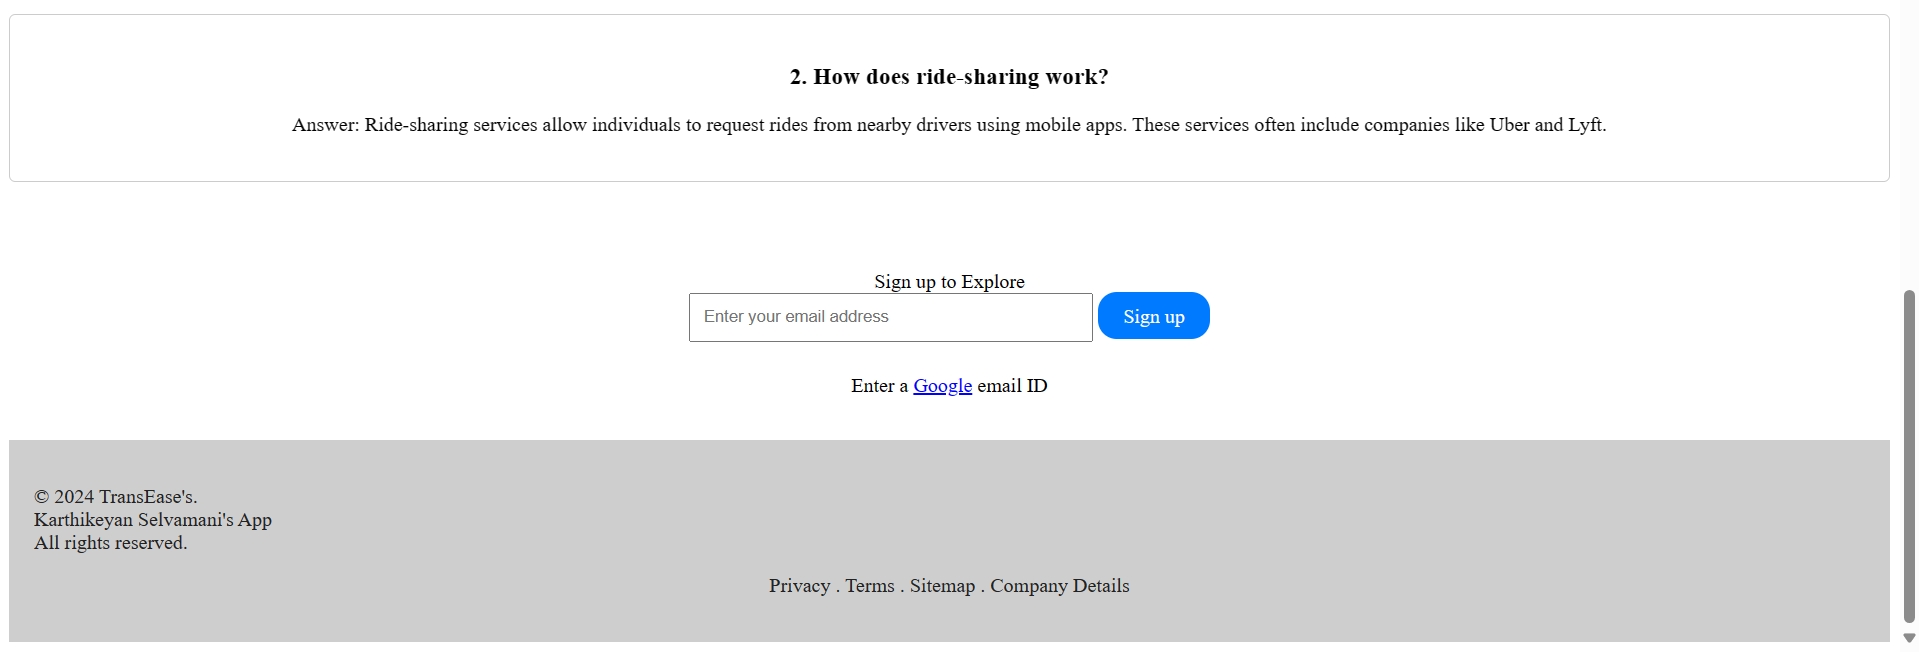 2. How does ride-sharing work?
Answer: Ride-sharing services allow individuals to request rides from nearby drivers using mobile apps. These services often include companies like Uber and Lyft.
Sign up to Explore
Enter your email address
Sign up
Enter a Google email ID
© 2024 TransEase's.
Karthikeyan Selvamani's App
All rights reserved.
Privacy . Terms . Sitemap . Company Details